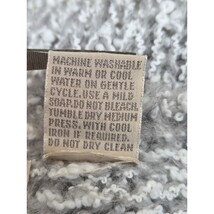 MACHINE WASHABLE
IN WARM OR COOL
WATER ON GENTLE
CYCLE. USE A MILD
SOAP. DO NOT BLEACH.
TUMBLE DRY MEDIUM
PRESS. WITH COOL
IRON IF REQUIRED.
DO NOT DRY CLEAN